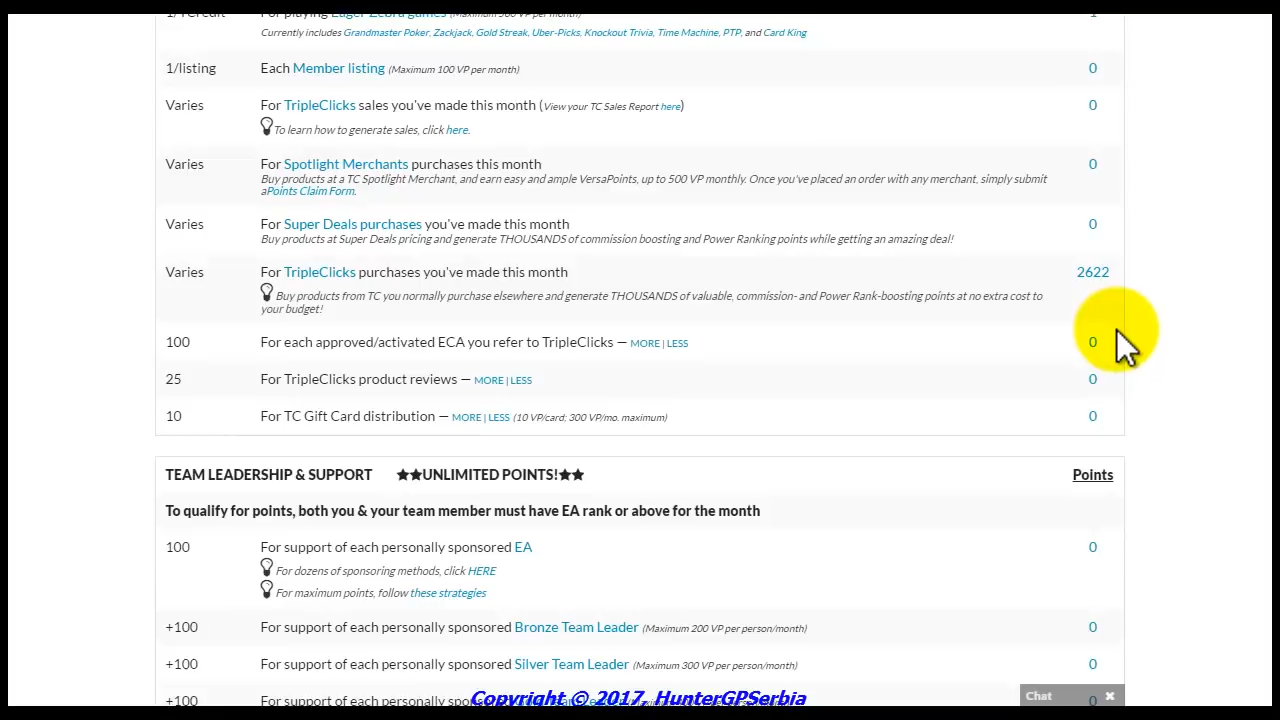 1/TCredit For playing Eager Zebra games (Maximum 500 VP per month) 1
Currently includes Grandmaster Poker, Zackjack, Gold Streak, Uber-Picks, Knockout Trivia, Time Machine, PTP, and Card King
1/listing Each Member listing (Maximum 100 VP per month) 0
Varies For TripleClicks sales you've made this month (View your TC Sales Report here) 0
To learn how to generate sales, click here.
Varies For Spotlight Merchants purchases this month 0
Buy products at a TC Spotlight Merchant, and earn easy and ample VersaPoints, up to 500 VP monthly. Once you've placed an order with any merchant, simply submit
aPoints Claim Form.
Varies For Super Deals purchases you've made this month 0
Buy products at Super Deals pricing and generate THOUSANDS of commission boosting and Power Ranking points while getting an amazing deal!
Varies For TripleClicks purchases you've made this month 2622
Buy products from TC you normally purchase elsewhere and generate THOUSANDS of valuable, commission- and Power Rank-boosting points at no extra cost to
your budget!
100 For each approved/activated ECA you refer to TripleClicks — MORE | LESS 0
25 For TripleClicks product reviews — MORE | LESS 0
10 For TC Gift Card distribution — MORE | LESS (10 VP/card; 300 VP/mo. maximum) 0
TEAM LEADERSHIP & SUPPORT ★★UNLIMITED POINTS!★★ Points
To qualify for points, both you & your team member must have EA rank or above for the month
100 For support of each personally sponsored EA 0
For dozens of sponsoring methods, click HERE
For maximum points, follow these strategies
+100 For support of each personally sponsored Bronze Team Leader (Maximum 200 VP per person/month) 0
+100 For support of each personally sponsored Silver Team Leader (Maximum 300 VP per person/month) 0
+100 For support of each personally sponsored
Copyright © 2017, HunterGPSerbia
Chat